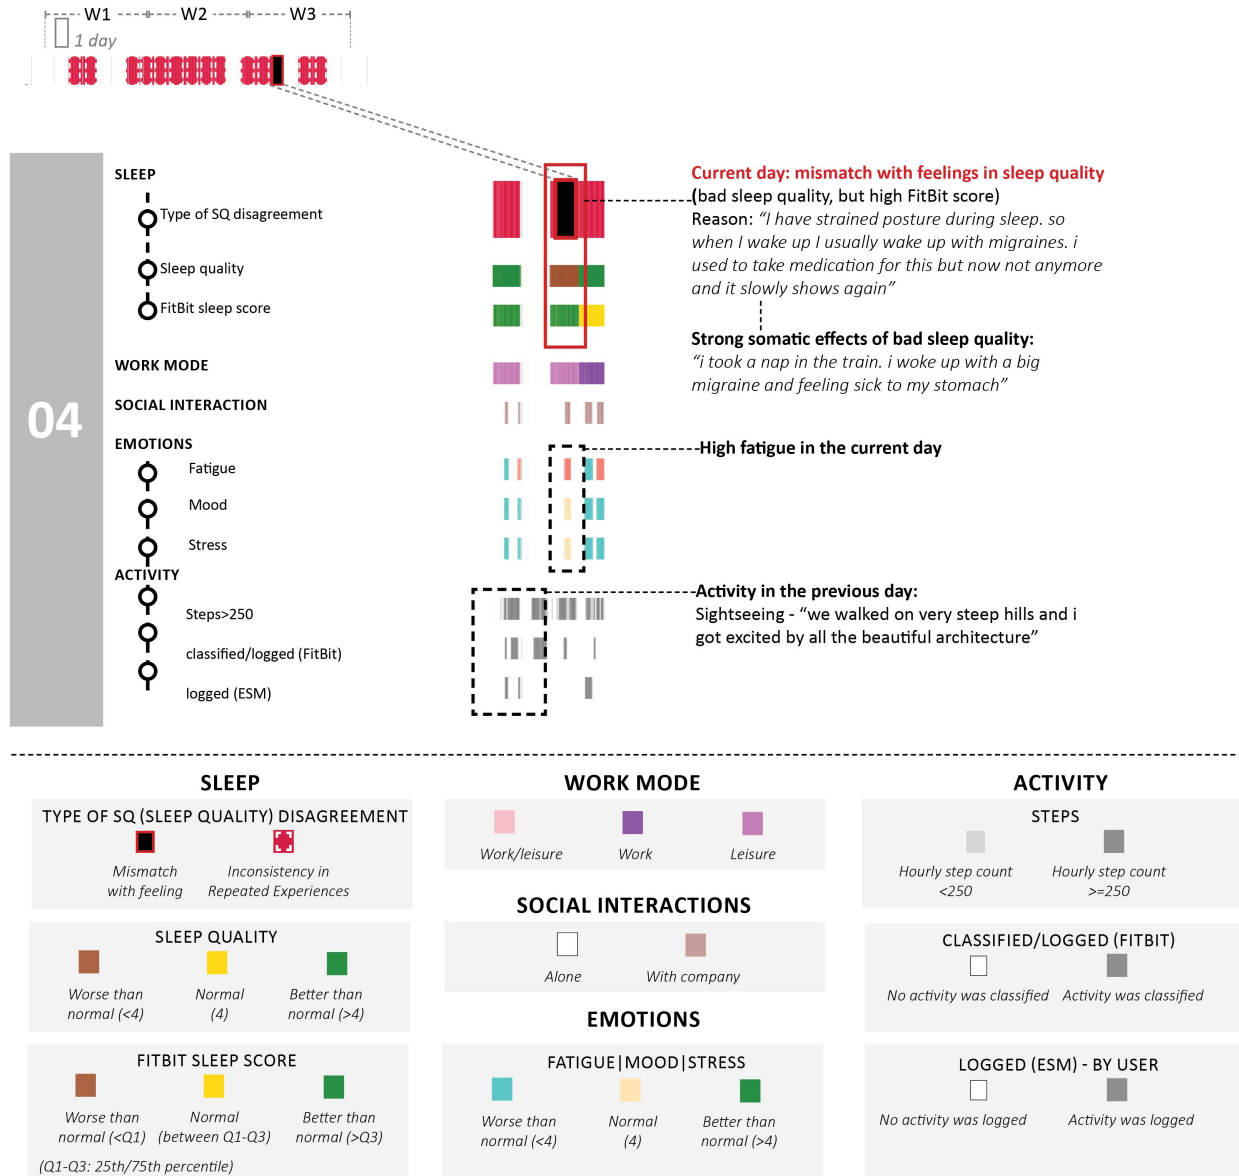 W1 W2 W3
1 day
04
SLEEP
Type of SQ disagreement
Sleep quality
FitBit sleep score
WORK MODE
SOCIAL INTERACTION
EMOTIONS
Fatigue
Mood
Stress
ACTIVITY
Steps>250
classified/logged (FitBit)
logged (ESM)
Current day: mismatch with feelings in sleep quality
(bad sleep quality, but high FitBit score)
Reason: “I have strained posture during sleep. so
when I wake up I usually wake up with migraines. i
used to take medication for this but now not anymore
and it slowly shows again”
Strong somatic effects of bad sleep quality:
“i took a nap in the train. i woke up with a big
migraine and feeling sick to my stomach”
High fatigue in the current day
Activity in the previous day:
Sightseeing - “we walked on very steep hills and i
got excited by all the beautiful architecture”
SLEEP
TYPE OF SQ (SLEEP QUALITY) DISAGREEMENT
Mismatch
with feeling
Inconsistency in
Repeated Experiences
SLEEP QUALITY
Worse than
normal (<4)
Normal
(4)
Better than
normal (>4)
FITBIT SLEEP SCORE
Worse than
normal (<Q1)
Normal
(between Q1-Q3)
Better than
normal (>Q3)
(Q1-Q3: 25th/75th percentile)
WORK MODE
Work/leisure
Work
Leisure
SOCIAL INTERACTIONS
Alone
With company
EMOTIONS
FATIGUE|MOOD|STRESS
Worse than
normal (<4)
Normal
(4)
Better than
normal (>4)
ACTIVITY
STEPS
Hourly step count
<250
Hourly step count
>=250
CLASSIFIED/LOGGED (FITBIT)
No activity was classified
Activity was classified
LOGGED (ESM) - BY USER
No activity was logged
Activity was logged